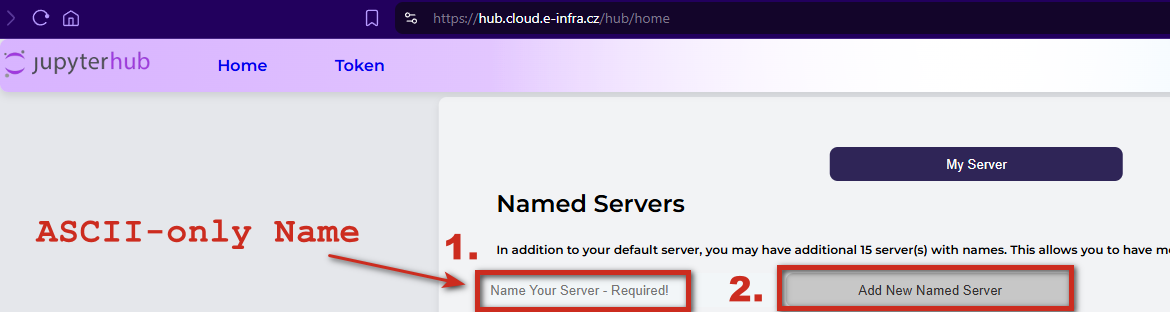 https://hub.cloud.e-infra.cz/hub/home
jupyterhub Home Token
My Server
Named Servers
ASCII-only Name
1. In addition to your default server, you may have additional 15 server(s) with names. This allows you to have
Name Your Server - Required! 2. Add New Named Server